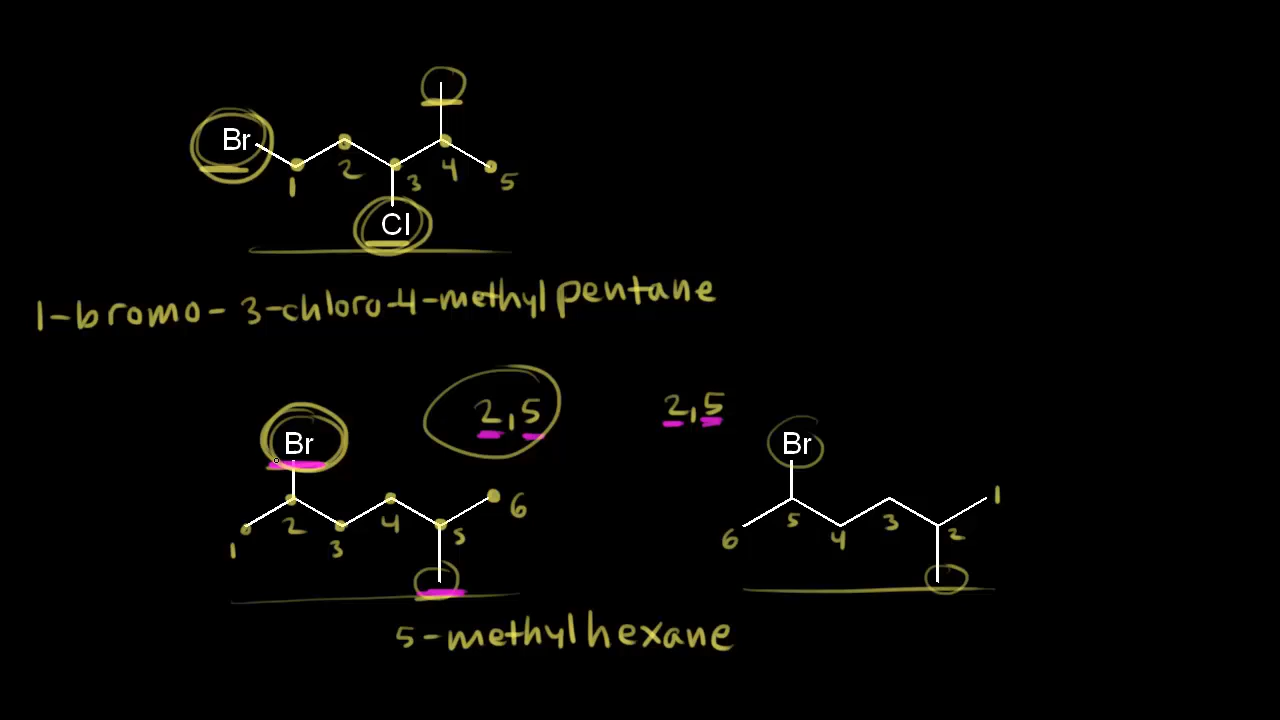 Br
1 2 3 4 5
Cl
1-bromo-3-chloro-4-methylpentane
2,5 2,5
Br Br
1 2 3 4 5 6
6 5 4 3 2 1
5-methylhexane